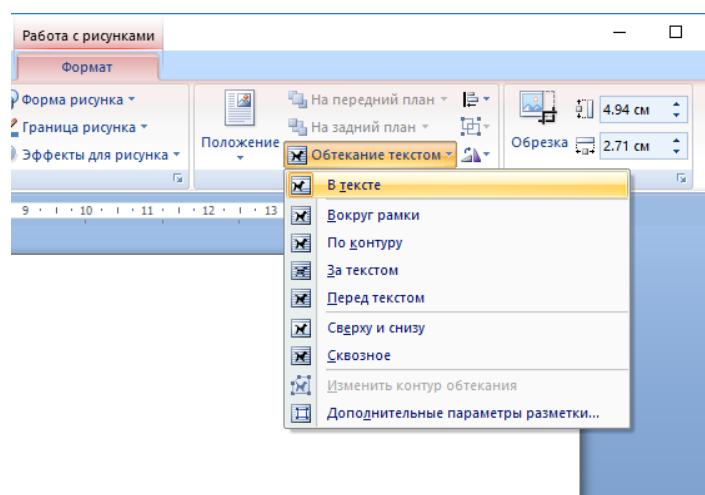 Работа с рисунками
Формат
Форма рисунка
Граница рисунка
Эффекты для рисунка
Положение
На передний план
На задний план
Обтекание текстом
Обрезка
4.94 см
2.71 см
9 10 11 12 13
В тексте
Вокруг рамки
По контуру
За текстом
Перед текстом
Сверху и снизу
Сквозное
Изменить контур обтекания
Дополнительные параметры разметки...